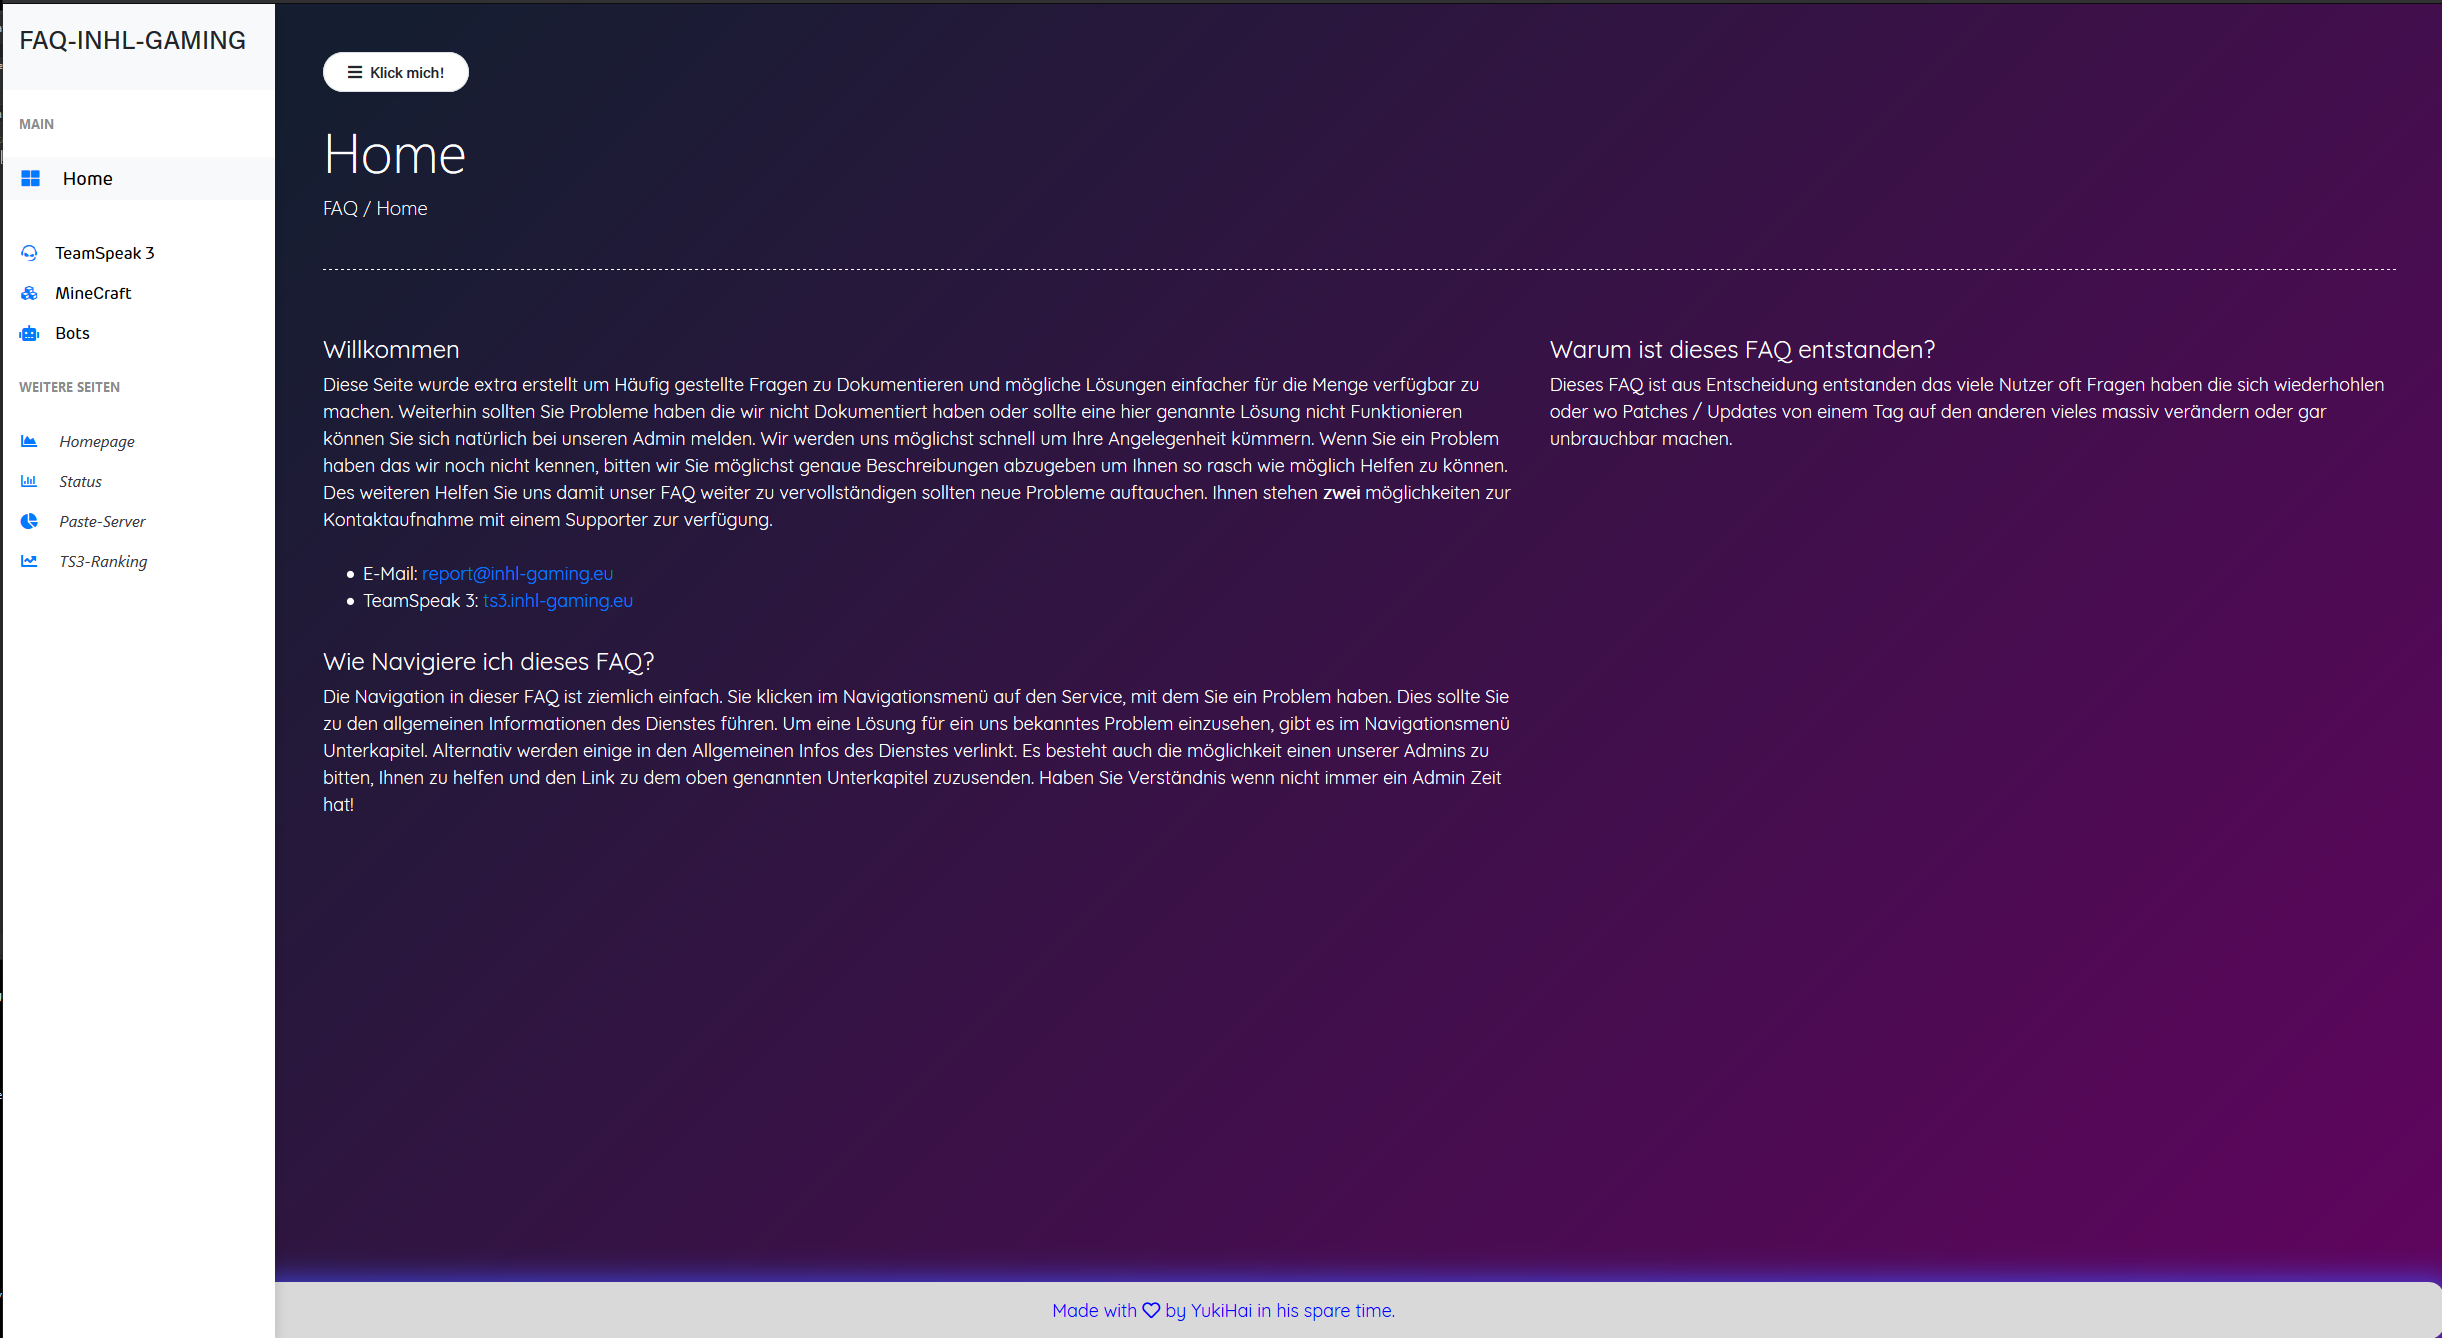 FAQ-INHL-GAMING
MAIN
Home
TeamSpeak 3
MineCraft
Bots
WEITERE SEITEN
Homepage
Status
Paste-Server
TS3-Ranking
Klick mich!
Home
FAQ / Home
Willkommen
Diese Seite wurde extra erstellt um Häufig gestellte Fragen zu Dokumentieren und mögliche Lösungen einfacher für die Menge verfügbar zu
machen. Weiterhin sollten Sie Probleme haben die wir nicht Dokumentiert haben oder sollte eine hier genannte Lösung nicht Funktionieren
können Sie sich natürlich bei unseren Admin melden. Wir werden uns möglichst schnell um Ihre Angelegenheit kümmern. Wenn Sie ein Problem
haben das wir noch nicht kennen, bitten wir Sie möglichst genaue Beschreibungen abzugeben um Ihnen so rasch wie möglich Helfen zu können.
Des weiteren Helfen Sie uns damit unser FAQ weiter zu vervollständigen sollten neue Probleme auftauchen. Ihnen stehen zwei möglichkeiten zur
Kontaktaufnahme mit einem Supporter zur verfügung.
E-Mail: report@inhl-gaming.eu
TeamSpeak 3: ts3.inhl-gaming.eu
Wie Navigiere ich dieses FAQ?
Die Navigation in dieser FAQ ist ziemlich einfach. Sie klicken im Navigationsmenü auf den Service, mit dem Sie ein Problem haben. Dies sollte Sie
zu den allgemeinen Informationen des Dienstes führen. Um eine Lösung für ein uns bekanntes Problem einzusehen, gibt es im Navigationsmenü
Unterkapitel. Alternativ werden einige in den Allgemeinen Infos des Dienstes verlinkt. Es besteht auch die möglichkeit einen unserer Admins zu
bitten, Ihnen zu helfen und den Link zu dem oben genannten Unterkapitel zuzusenden. Haben Sie Verständnis wenn nicht immer ein Admin Zeit
hat!
Warum ist dieses FAQ entstanden?
Dieses FAQ ist aus Entscheidung entstanden das viele Nutzer oft Fragen haben die sich wiederhohlen
oder wo Patches / Updates von einem Tag auf den anderen vieles massiv verändern oder gar
unbrauchbar machen.
Made with ♡ by YukiHai in his spare time.